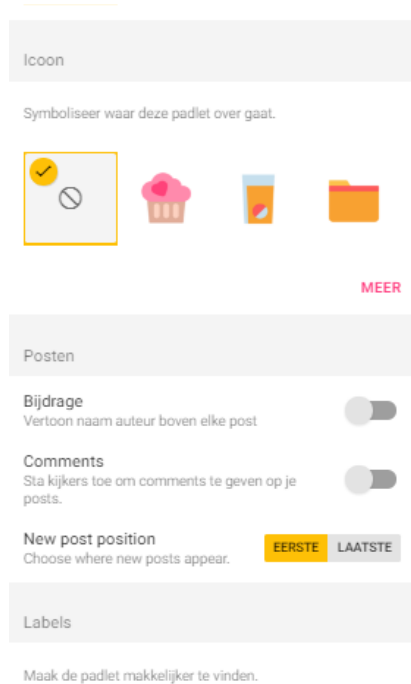 Icoon
Symboliseer waar deze padlet over gaat.
MEER
Posten
Bijdrage
Vertoon naam auteur boven elke post
Comments
Sta kijkers toe om comments te geven op je
posts.
New post position
Choose where new posts appear.
EERSTE LAATSTE
Labels
Maak de padlet makkelijker te vinden.